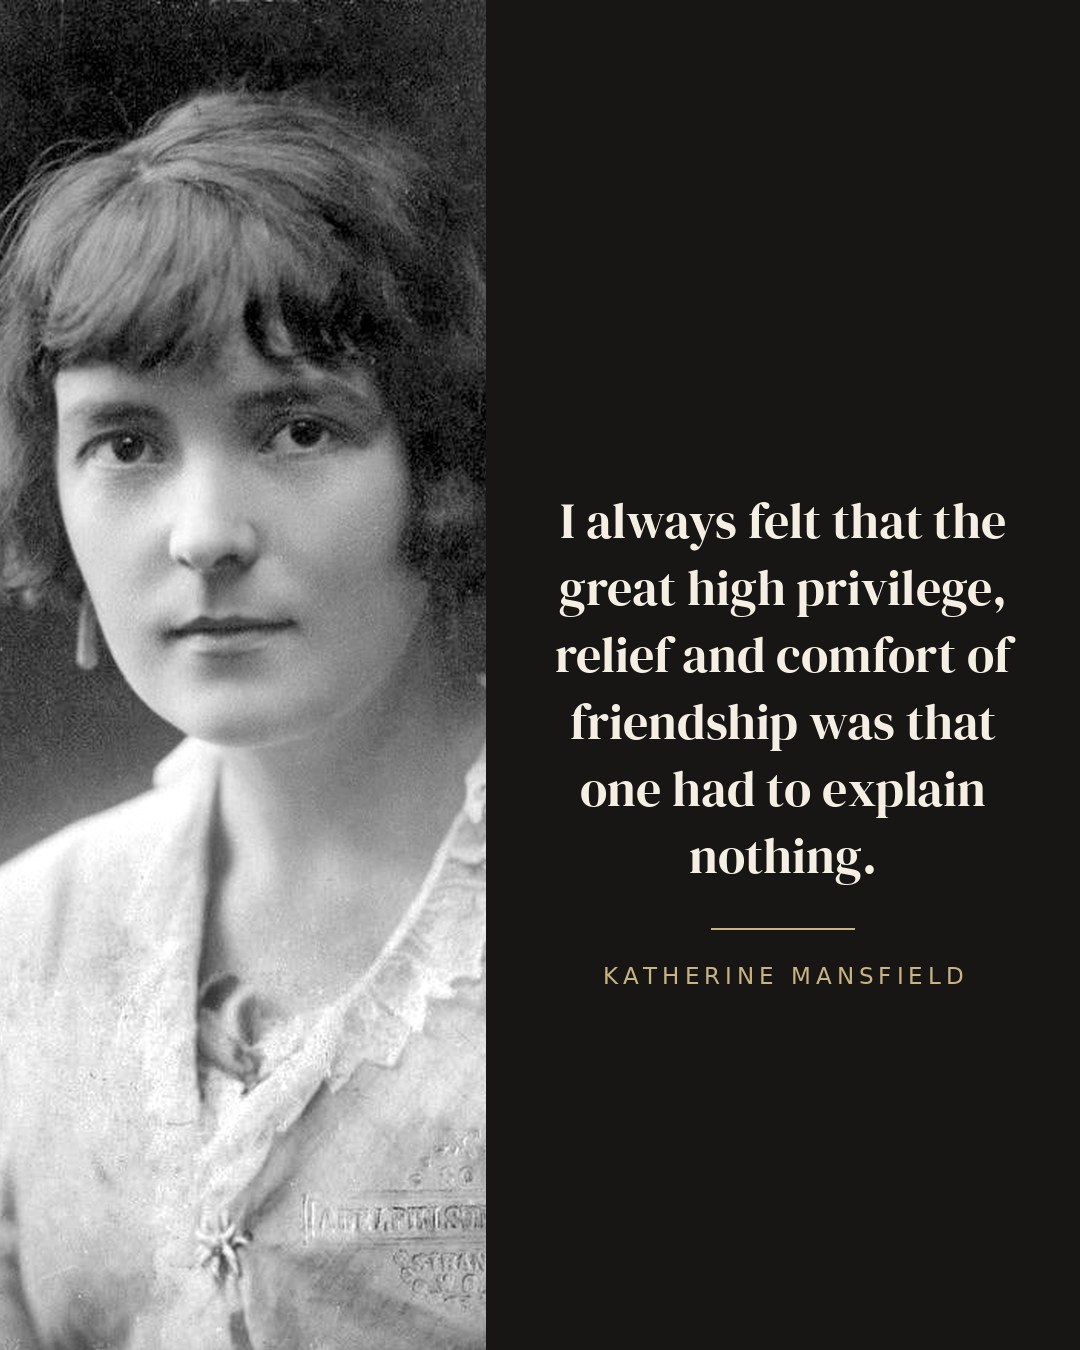 I always felt that the
great high privilege,
relief and comfort of
friendship was that
one had to explain
nothing.
KATHERINE MANSFIELD